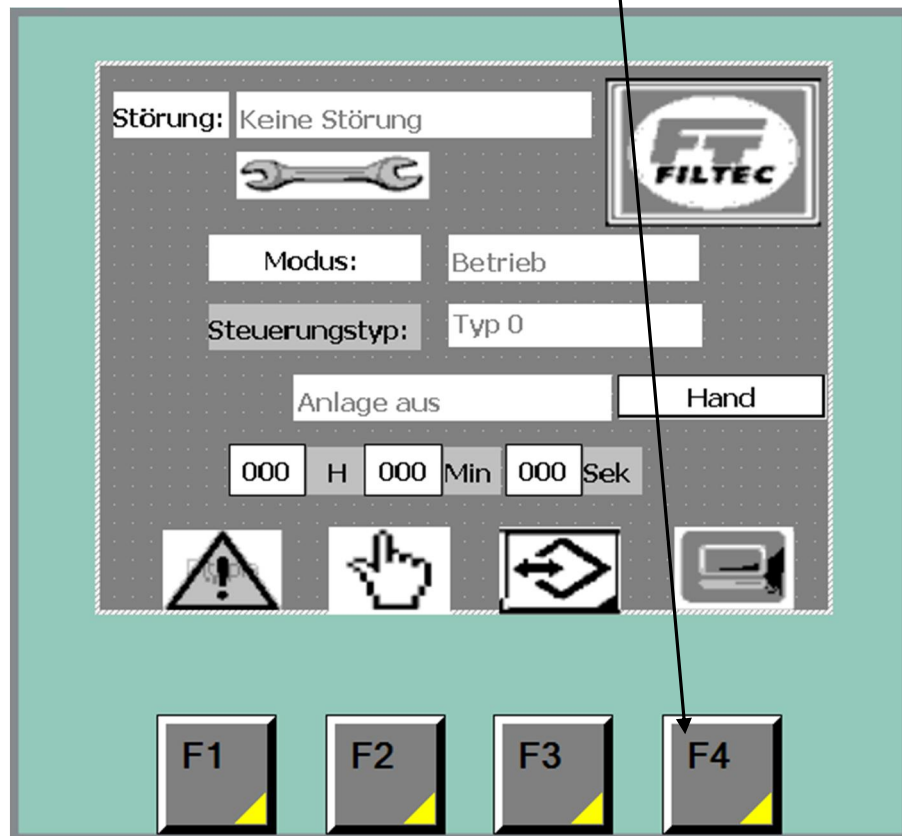 Störung: Keine Störung
FT
FILTEC
Modus: Betrieb
Steuerungstyp: Typ 0
Anlage aus Hand
000 H 000 Min 000 Sek
F1 F2 F3 F4